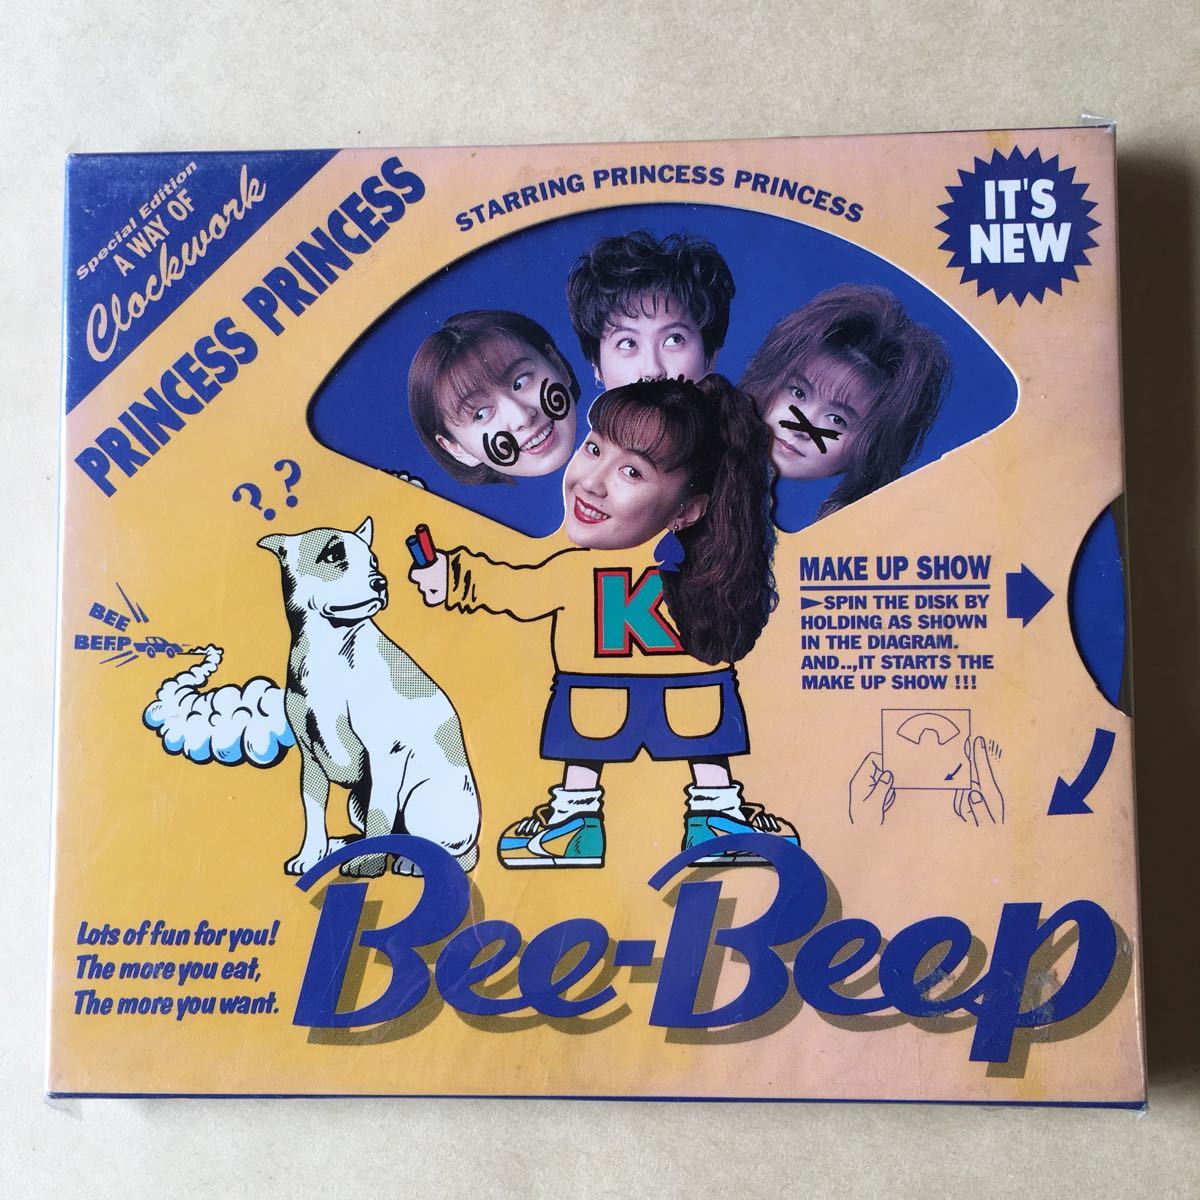 Special Edition
A WAY OF
Clockwork
PRINCESS PRINCESS
STARRING PRINCESS PRINCESS
IT'S
NEW
?.?
BEE
BEEP
K
MAKE UP SHOW
►SPIN THE DISK BY
HOLDING AS SHOWN
IN THE DIAGRAM.
AND..,IT STARTS THE
MAKE UP SHOW !!!
Lots of fun for you!
The more you eat,
The more you want.
Bee-Beep